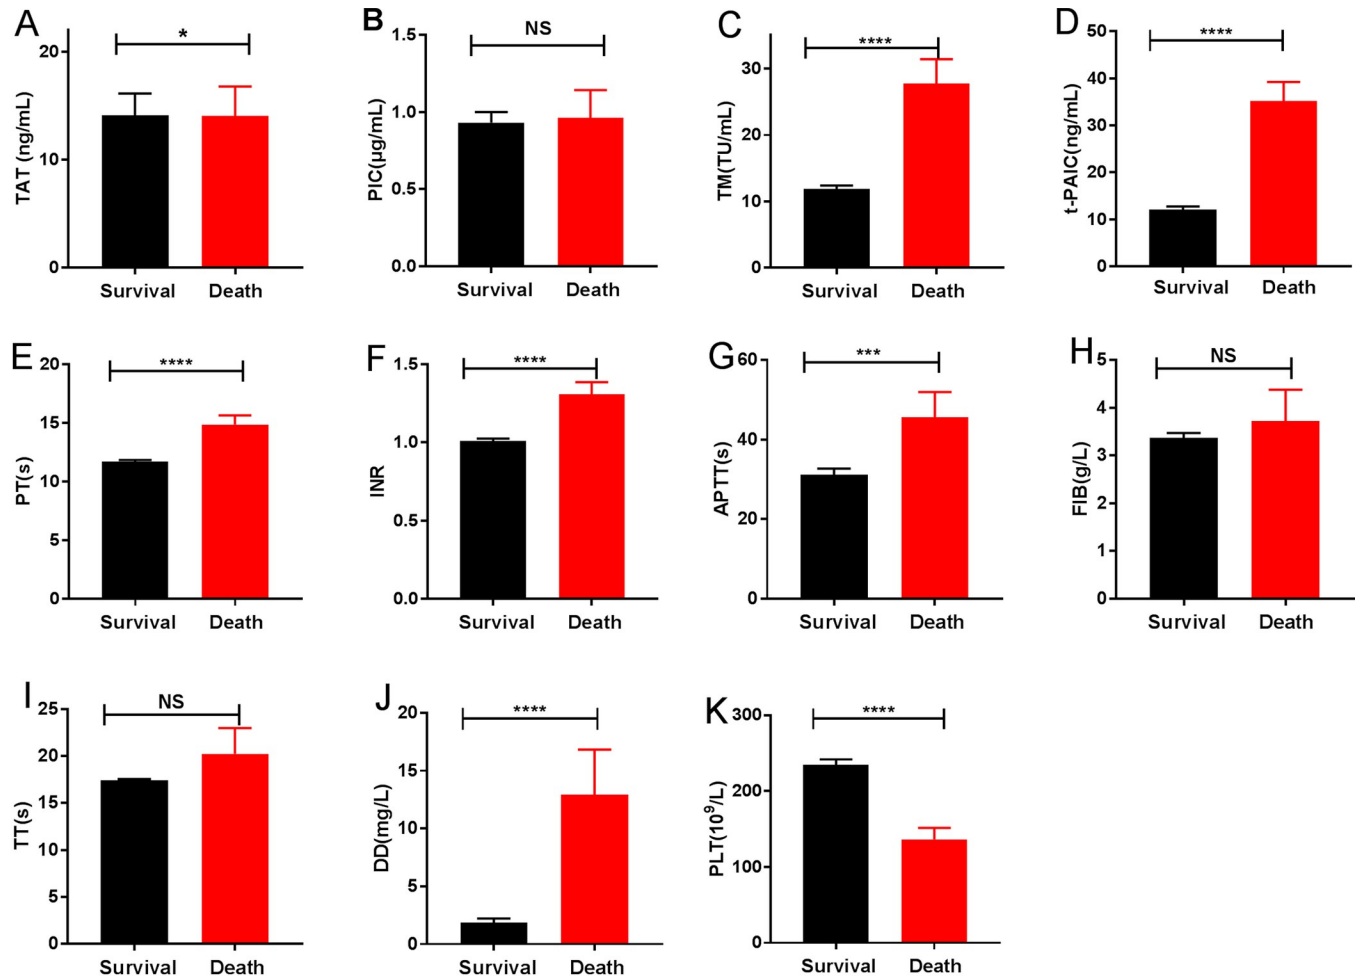 A
TAT (ng/mL)
20
10
0
*
Survival Death
B
PIC(µg/mL)
1.5
1.0
0.5
0.0
NS
Survival Death
C
TM(TU/mL)
30
20
10
0
****
Survival Death
D
t-PAIC(ng/mL)
50
40
30
20
10
0
****
Survival Death
E
PT(s)
20
15
10
5
0
****
Survival Death
F
INR
1.5
1.0
0.5
0.0
****
Survival Death
G
APTT(s)
60
40
20
0
***
Survival Death
H
FIB(g/L)
5
4
3
2
1
0
NS
Survival Death
I
TT(s)
25
20
15
10
5
0
NS
Survival Death
J
DD(mg/L)
20
15
10
5
0
****
Survival Death
K
PLT(10⁹/L)
300
200
100
0
****
Survival Death